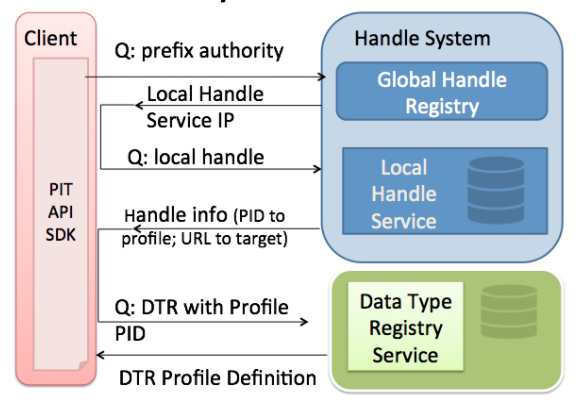 Client
Q: prefix authority
Handle System
Global Handle
Registry
Local Handle
Service IP
Q: local handle
Local
Handle
Service
PIT
API
SDK
Handle info (PID to
profile; URL to target)
Q: DTR with Profile
PID
Data Type
Registry
Service
DTR Profile Definition